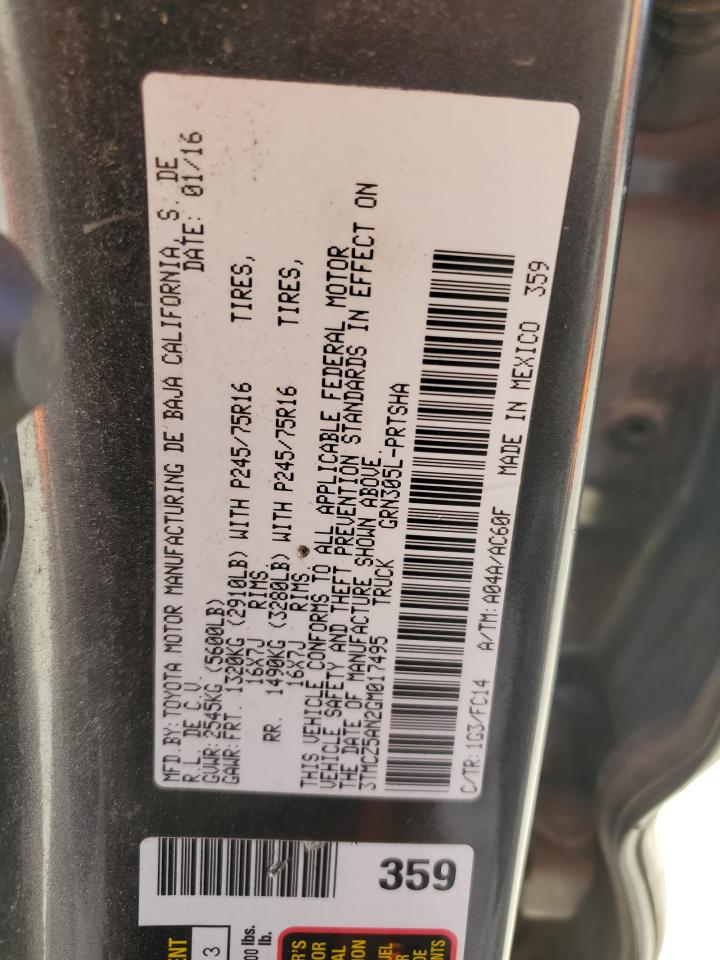 MFD BY: TOYOTA MOTOR MANUFACTURING DE BAJA CALIFORNIA, S. DE
R.L. DE C.V. DATE: 01/16
GVWR: 2545KG (5600LB)
GAWR: FRT. 1320KG (2910LB) WITH P245/75R16 TIRES,
16X7J RIMS
RR. 1490KG (3280LB) WITH P245/75R16 TIRES,
16X7J RIMS
THIS VEHICLE CONFORMS TO ALL APPLICABLE FEDERAL MOTOR
VEHICLE SAFETY AND THEFT PREVENTION STANDARDS IN EFFECT ON
THE DATE OF MANUFACTURE SHOWN ABOVE.
3TMCZ5AN2GM017495 TRUCK GRN305L-PRTSHA
C/TR: 1G3/FC14 A/TM: A04A/AC60F MADE IN MEXICO 359
359
3
lb.